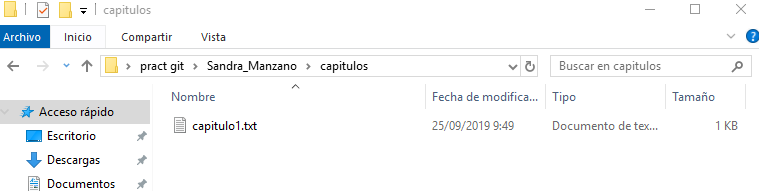 capitulos
Archivo Inicio Compartir Vista
pract git Sandra_Manzano capitulos Buscar en capitulos
Nombre Fecha de modifica... Tipo Tamaño
Acceso rápido
capitulo1.txt 25/09/2019 9:49 Documento de tex... 1 KB
Escritorio
Descargas
Documentos